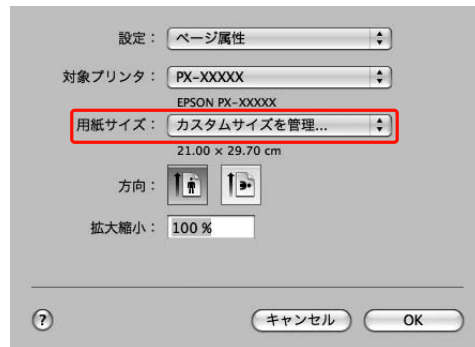 設定： ページ属性
対象プリンタ： PX-XXXXX
EPSON PX-XXXXX
用紙サイズ： カスタムサイズを管理...
21.00 × 29.70 cm
方向：
拡大縮小： 100 %
? キャンセル OK